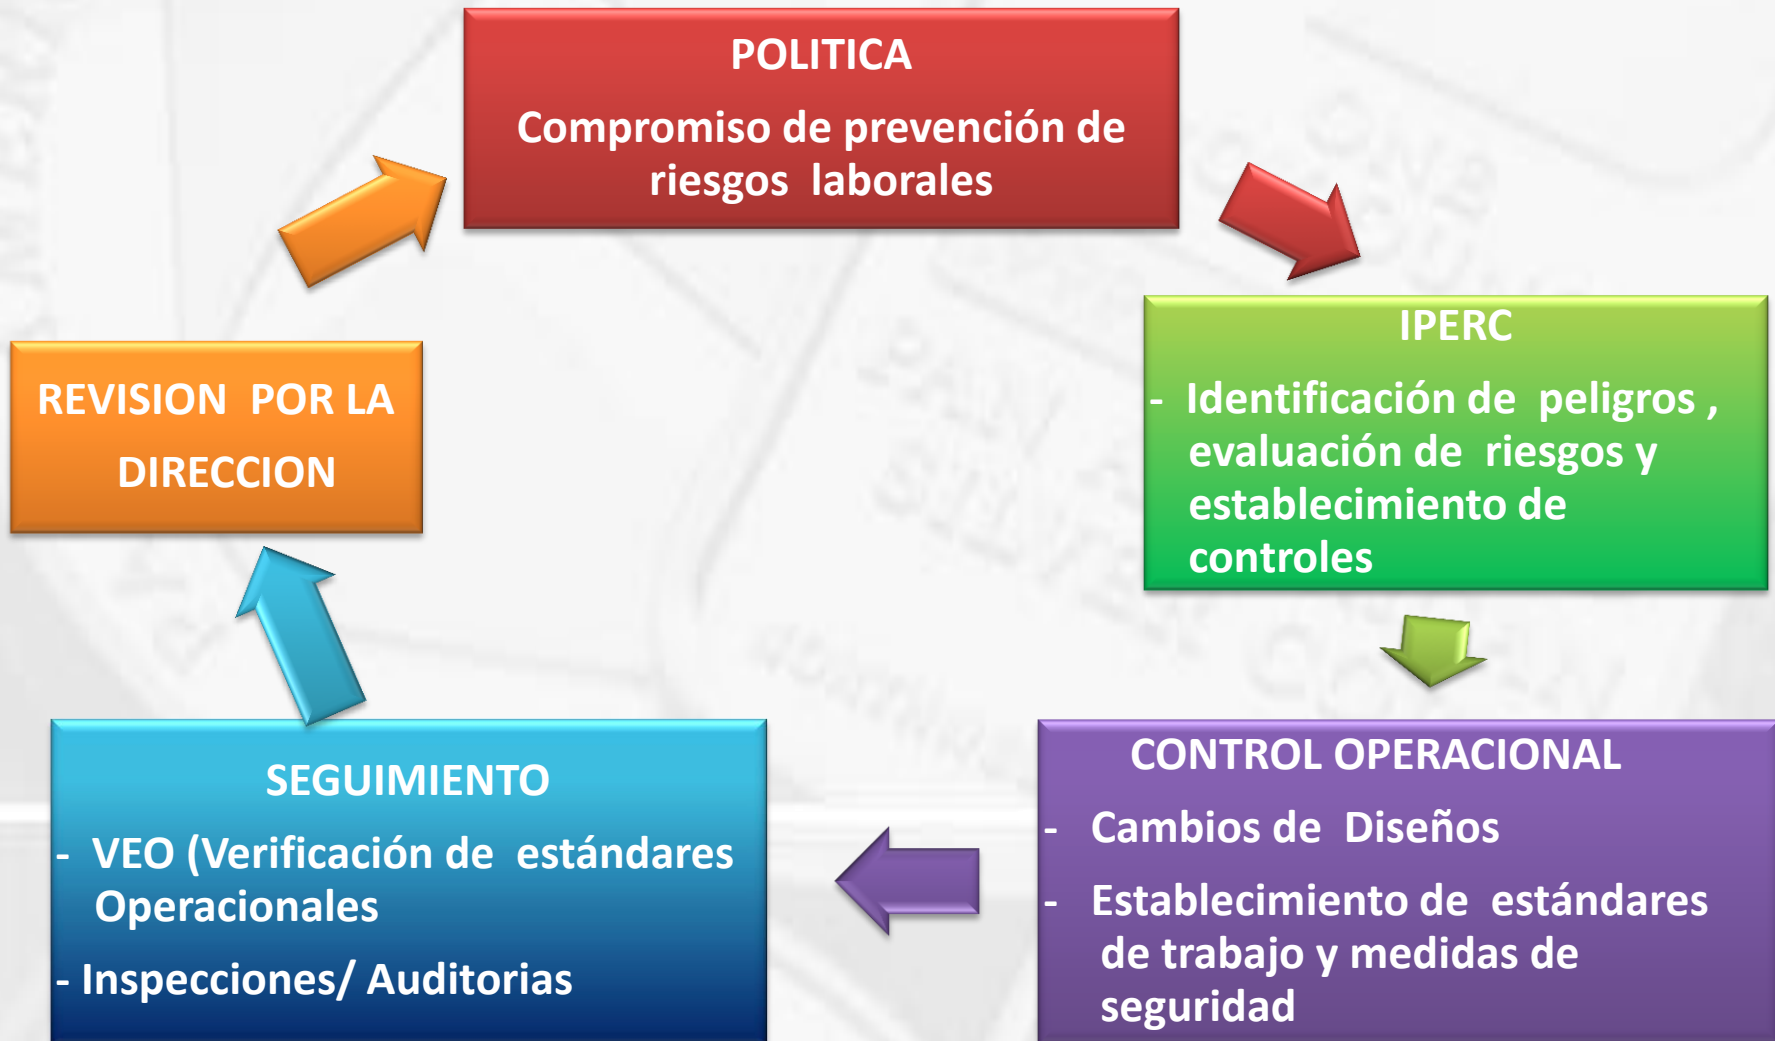 POLITICA
Compromiso de prevención de
riesgos laborales
IPERC
- Identificación de peligros ,
evaluación de riesgos y
establecimiento de
controles
CONTROL OPERACIONAL
- Cambios de Diseños
- Establecimiento de estándares
de trabajo y medidas de
seguridad
SEGUIMIENTO
- VEO (Verificación de estándares
Operacionales
- Inspecciones/ Auditorias
REVISION POR LA
DIRECCION